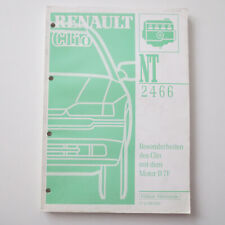 RENAULT
Clio
NT
2466
Besonderheiten
des Clio
mit dem
Motor D7F